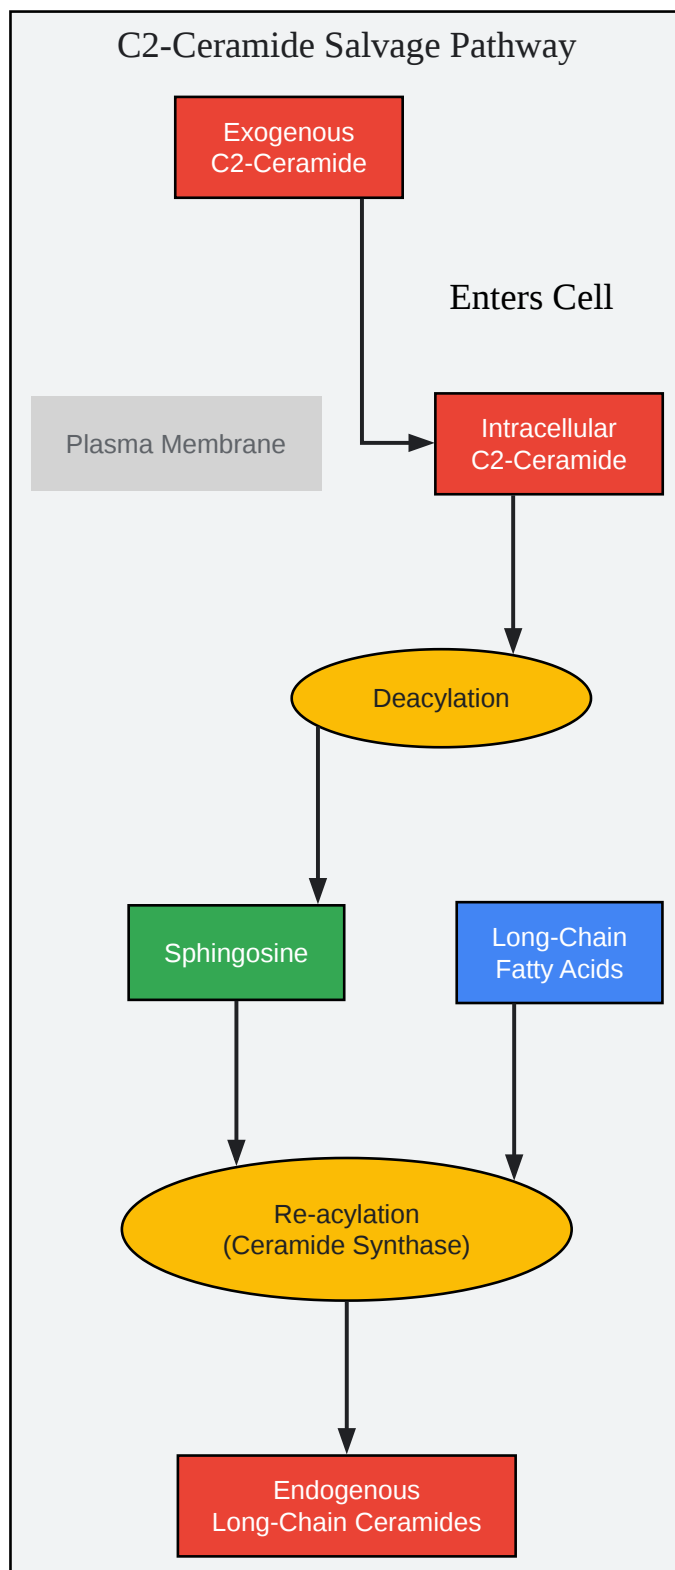 C2-Ceramide Salvage Pathway
Exogenous
C2-Ceramide
Enters Cell
Plasma Membrane
Intracellular
C2-Ceramide
Deacylation
Sphingosine
Long-Chain
Fatty Acids
Re-acylation
(Ceramide Synthase)
Endogenous
Long-Chain Ceramides